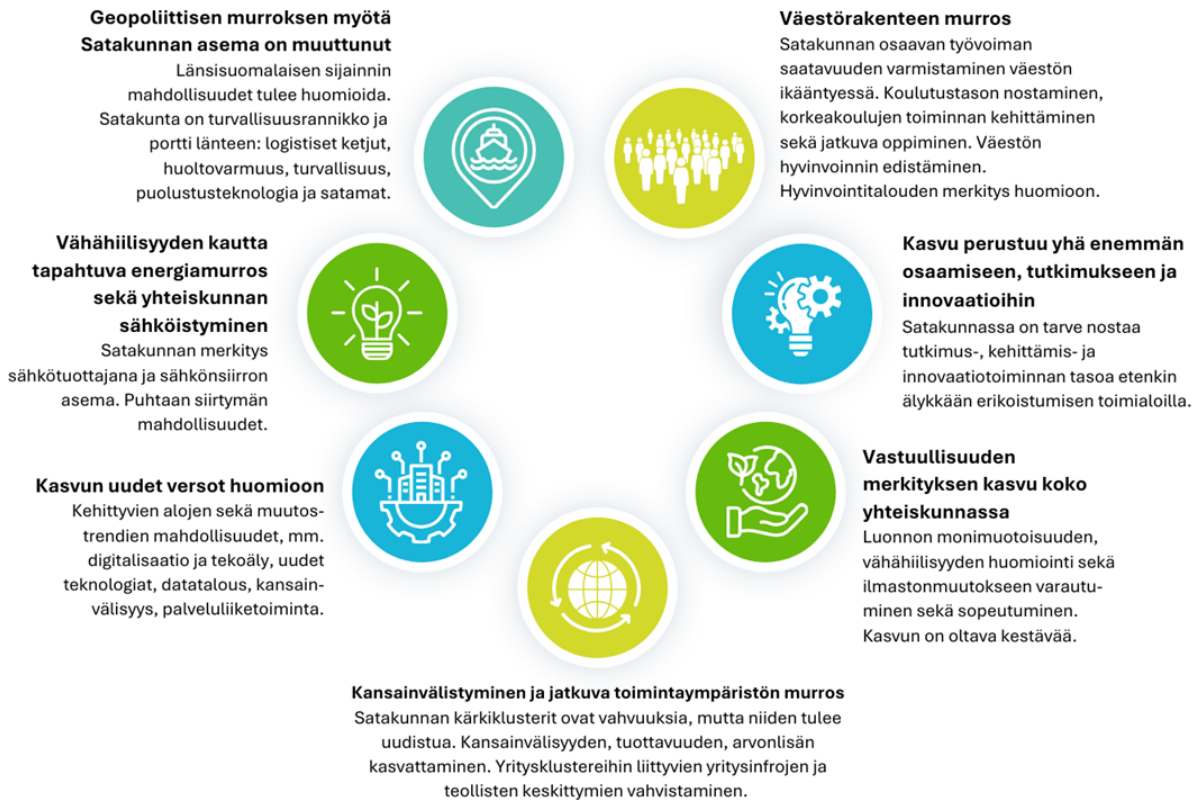 Geopoliittisen murroksen myötä
Satakunnan asema on muuttunut
Länsisuomalaisen sijainnin
mahdollisuudet tulee huomioida.
Satakunta on turvallisuusrannikko ja
portti länteen: logistiset ketjut,
huoltovarmuus, turvallisuus,
puolustusteknologia ja satamat.
Väestörakenteen murros
Satakunnan osaavan työvoiman
saatavuuden varmistaminen väestön
ikääntyessä. Koulutustason nostaminen,
korkeakoulujen toiminnan kehittäminen
sekä jatkuva oppiminen. Väestön
hyvinvoinnin edistäminen.
Hyvinvointitalouden merkitys huomioon.
Vähähiilisyyden kautta
tapahtuva energiamurros
sekä yhteiskunnan
sähköistyminen
Satakunnan merkitys
sähkötuottajana ja sähkönsiirron
asema. Puhtaan siirtymän
mahdollisuudet.
Kasvu perustuu yhä enemmän
osaamiseen, tutkimukseen ja
innovaatioihin
Satakunnassa on tarve nostaa
tutkimus-, kehittämis- ja
innovaatiotoiminnan tasoa etenkin
älykkään erikoistumisen toimialoilla.
Kasvun uudet versot huomioon
Kehittyvien alojen sekä muutos-
trendien mahdollisuudet, mm.
digitalisaatio ja tekoäly, uudet
teknologiat, datatalous, kansain-
välisyys, palveluliiketoiminta.
Vastuullisuuden
merkityksen kasvu koko
yhteiskunnassa
Luonnon monimuotoisuuden,
vähähiilisyyden huomiointi sekä
ilmastonmuutokseen varautu-
minen sekä sopeutuminen.
Kasvun on oltava kestävää.
Kansainvälistyminen ja jatkuva toimintaympäristön murros
Satakunnan kärkiklusterit ovat vahvuuksia, mutta niiden tulee
uudistua. Kansainvälisyyden, tuottavuuden, arvonlisän
kasvattaminen. Yritysklustereihin liittyvien yritysinfrojen ja
teollisten keskittymien vahvistaminen.